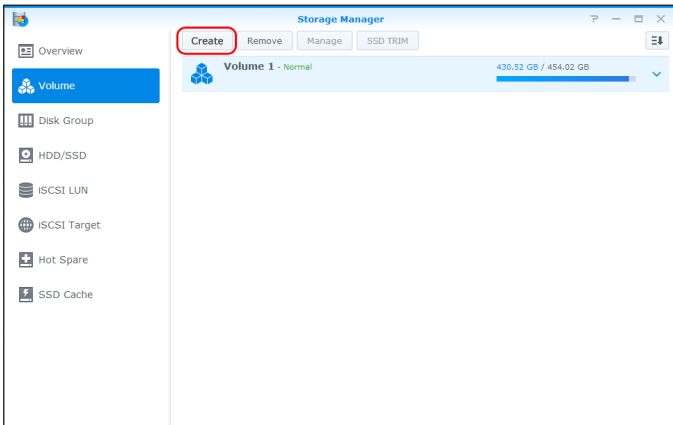 Storage Manager
Overview
Volume
Disk Group
HDD/SSD
iSCSI LUN
iSCSI Target
Hot Spare
SSD Cache
Create Remove Manage SSD TRIM
Volume 1 - Normal 430.52 GB / 454.02 GB